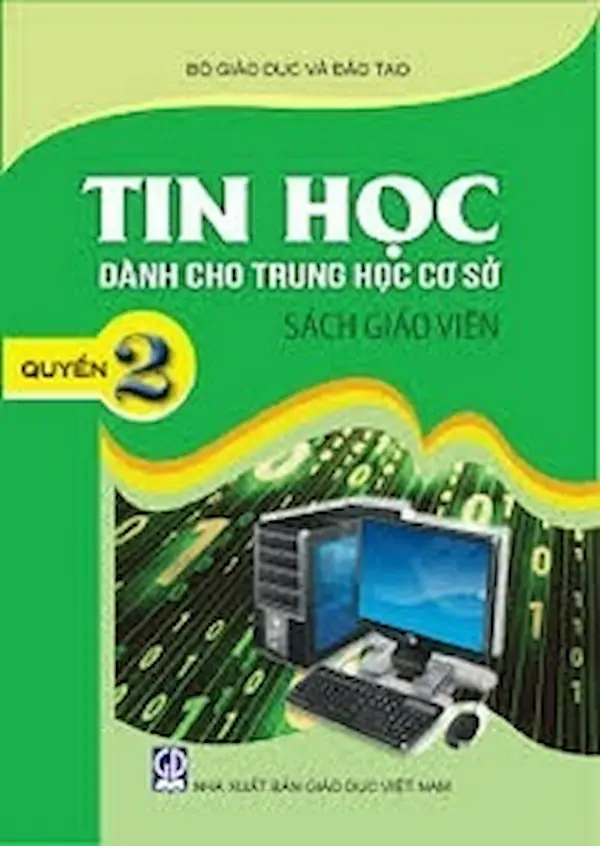 BỘ GIÁO DỤC VÀ ĐÀO TẠO
TIN HỌC
DÀNH CHO TRUNG HỌC CƠ SỞ
SÁCH GIÁO VIÊN
QUYỂN 2
GD
NHÀ XUẤT BẢN GIÁO DỤC VIỆT NAM